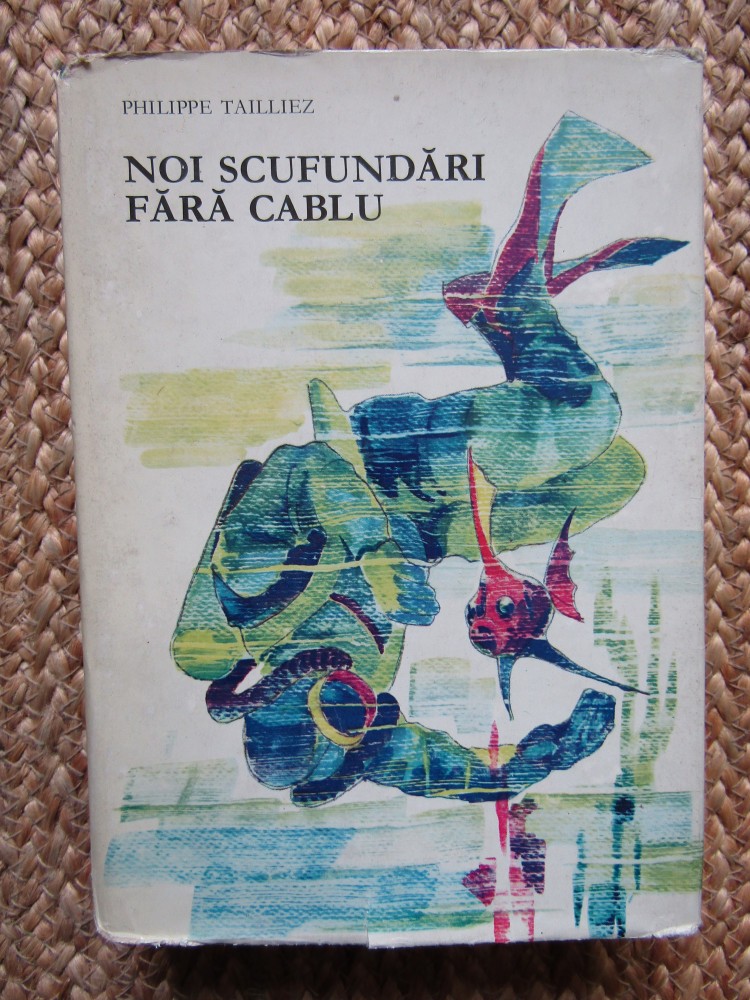 PHILIPPE TAILLIEZ
NOI SCUFUNDĂRI
FĂRĂ CABLU